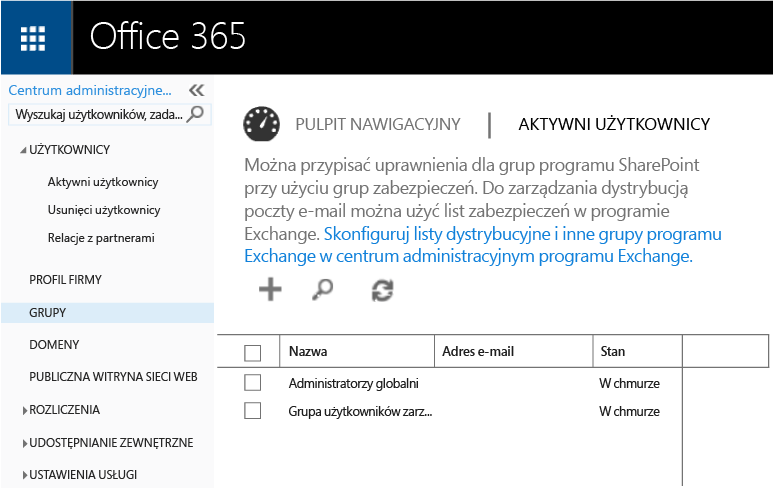 Office 365
Centrum administracyjne...
Wyszukaj użytkowników, zada...
UŻYTKOWNICY
Aktywni użytkownicy
Usunięci użytkownicy
Relacje z partnerami
PROFIL FIRMY
GRUPY
DOMENY
PUBLICZNA WITRYNA SIECI WEB
ROZLICZENIA
UDOSTĘPNIANIE ZEWNĘTRZNE
USTAWIENIA USŁUGI
PULPIT NAWIGACYJNY | AKTYWNI UŻYTKOWNICY
Można przypisać uprawnienia dla grup programu SharePoint
przy użyciu grup zabezpieczeń. Do zarządzania dystrybucją
poczty e-mail można użyć list zabezpieczeń w programie
Exchange. Skonfiguruj listy dystrybucyjne i inne grupy programu
Exchange w centrum administracyjnym programu Exchange.
Nazwa Adres e-mail Stan
Administratorzy globalni W chmurze
Grupa użytkowników zarz... W chmurze